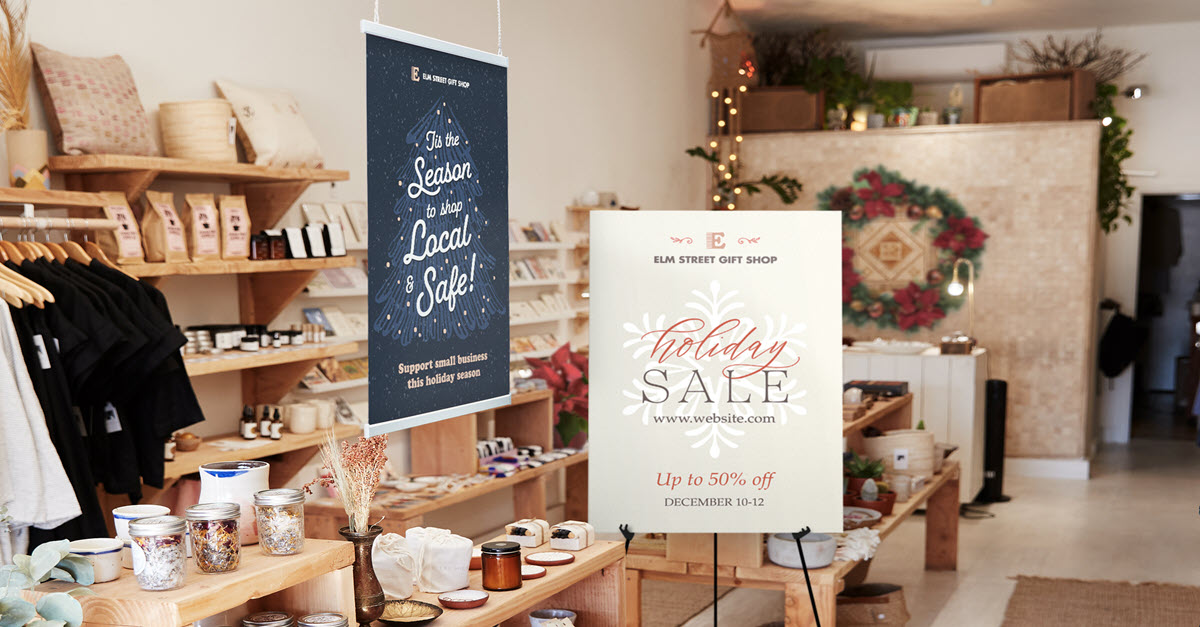 E ELM STREET GIFT SHOP
'Tis the
Season
to shop
Local
& Safe!
Support small business
this holiday season
E
ELM STREET GIFT SHOP
holiday
SALE
www.website.com
Up to 50% off
DECEMBER 10-12